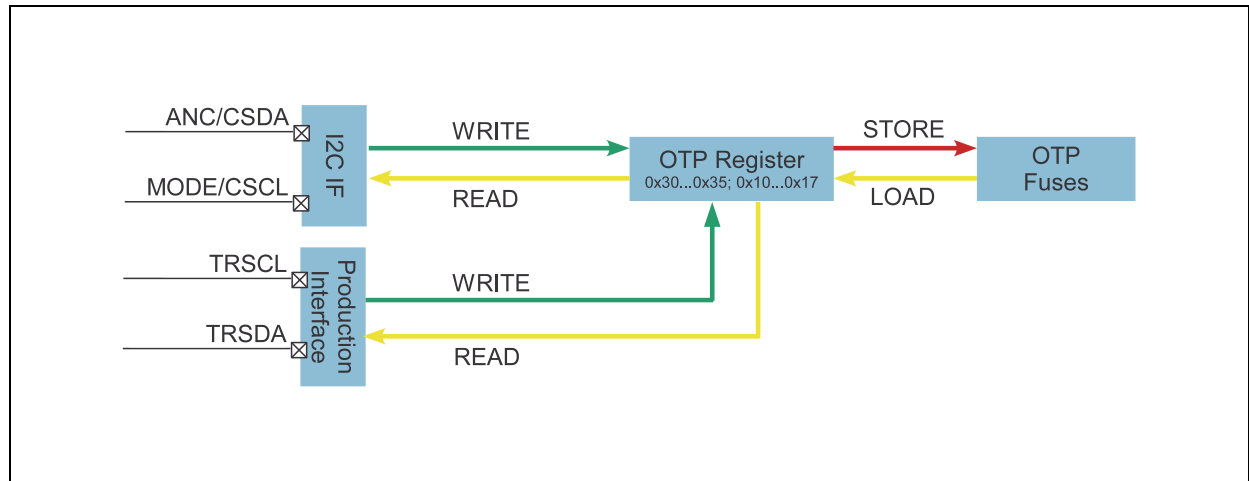 ANC/CSDA
MODE/CSCL
I2C IF
WRITE
READ
OTP Register
0x30...0x35; 0x10...0x17
STORE
LOAD
OTP
Fuses
TRSCL
TRSDA
Production
Interface
WRITE
READ